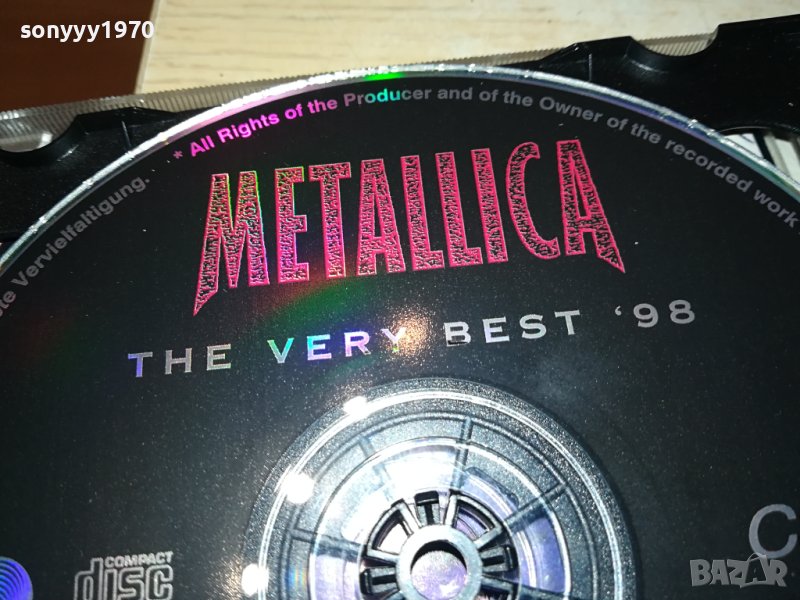 sonyyy1970
* All Rights of the Producer and of the Owner of the recorded work
Vervielfältigung.
METALLICA
THE VERY BEST '98
COMPACT
disc
BAZAR